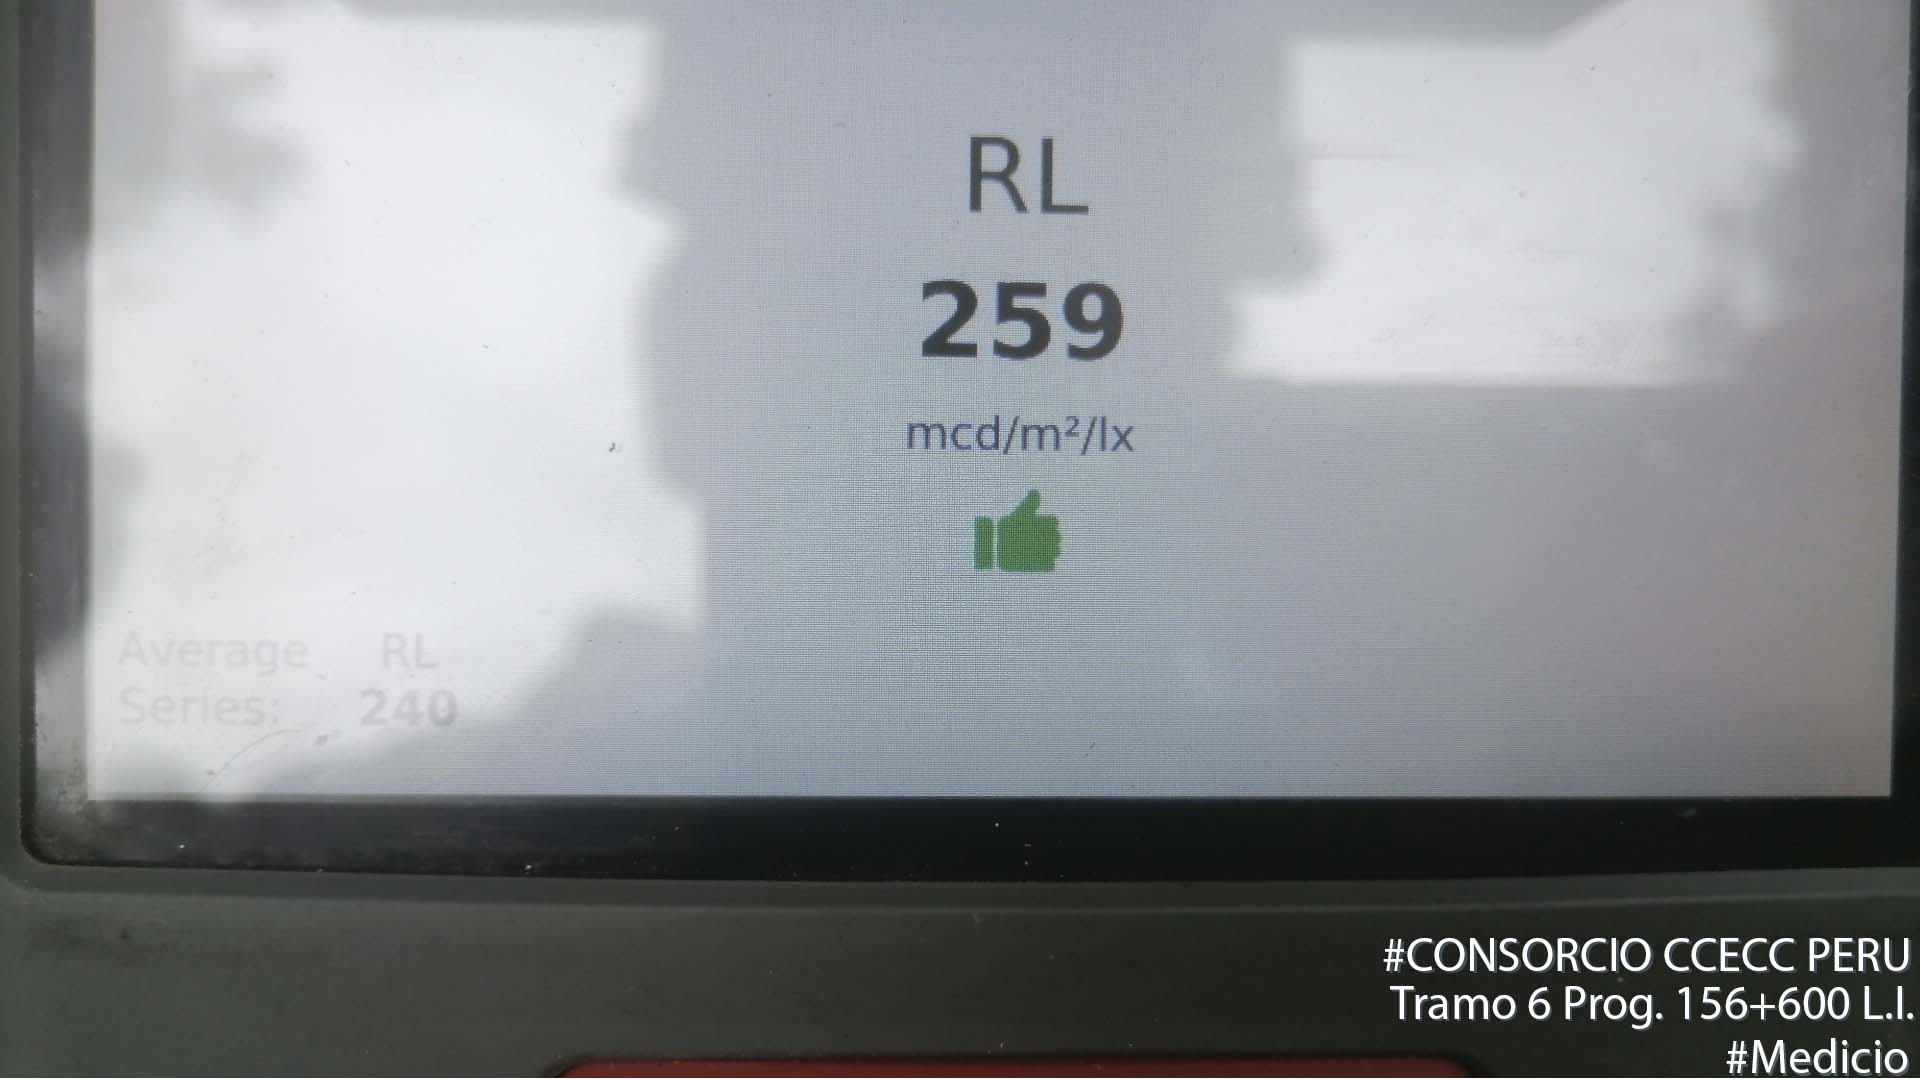 RL
259
mcd/m²/lx
Average RL
Series: 240
#CONSORCIO CCECC PERU
Tramo 6 Prog. 156+600 L.I.
#Medicio